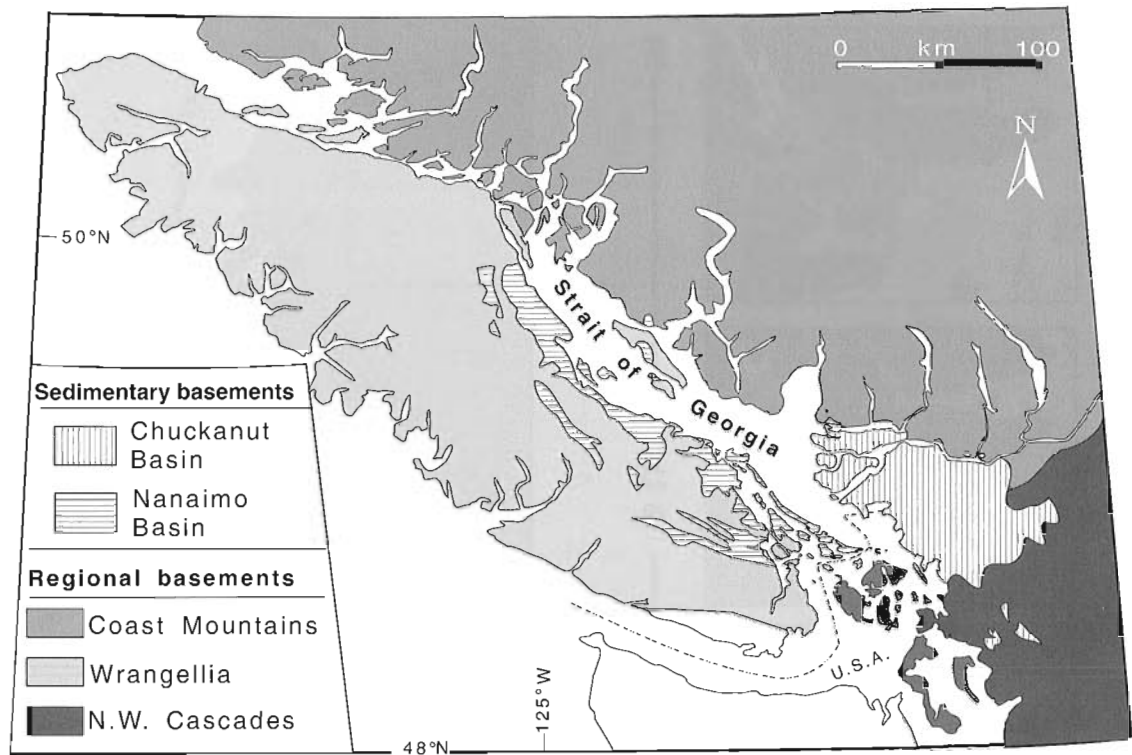 0 km 100
N
50°N
Strait of Georgia
Sedimentary basements
Chuckanut
Basin
Nanaimo
Basin
Regional basements
Coast Mountains
Wrangellia
N.W. Cascades
U.S.A.
125°W
48°N